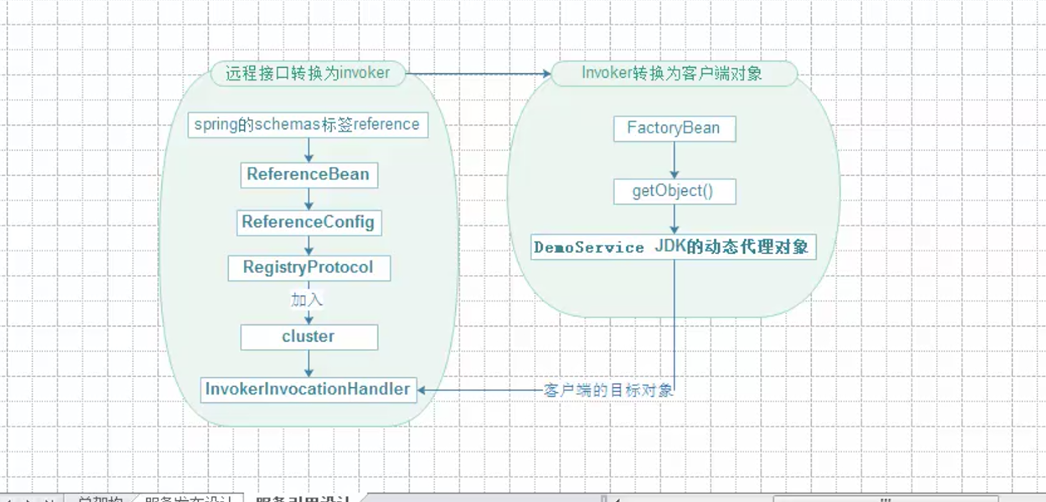 远程接口转换为invoker
spring的schemas标签reference
ReferenceBean
ReferenceConfig
RegistryProtocol
加入
cluster
InvokerInvocationHandler
Invoker转换为客户端对象
FactoryBean
getObject()
DemoService JDK的动态代理对象
客户端的目标对象
总架构
服务发布设计
服务引用设计